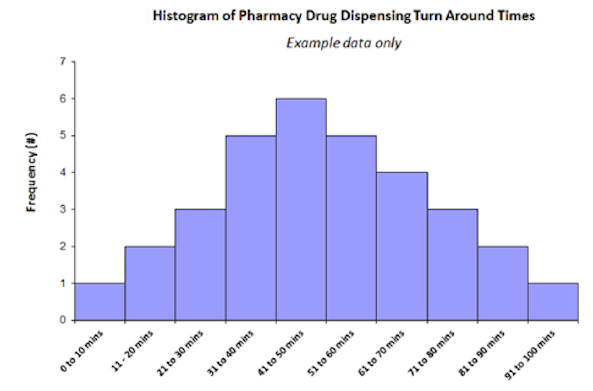 Histogram of Pharmacy Drug Dispensing Turn Around Times
Example data only
7
6
5
4
3
2
1
0
Frequency (#)
0 to 10 mins
11 - 20 mins
21 to 30 mins
31 to 40 mins
41 to 50 mins
51 to 60 mins
61 to 70 mins
71 to 80 mins
81 to 90 mins
91 to 100 mins